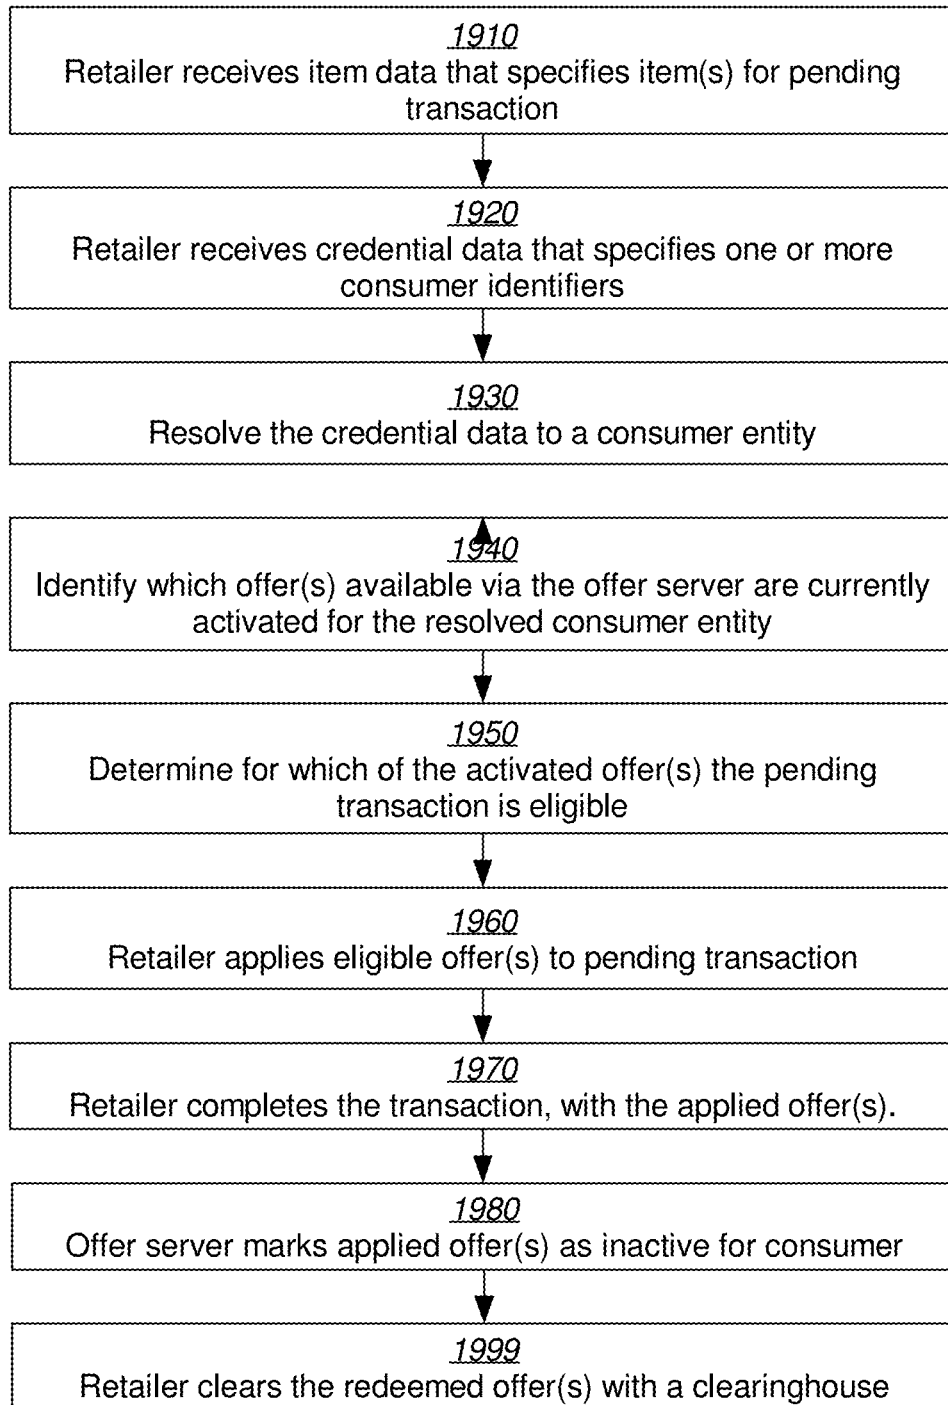 1910
Retailer receives item data that specifies item(s) for pending
transaction
1920
Retailer receives credential data that specifies one or more
consumer identifiers
1930
Resolve the credential data to a consumer entity
1940
Identify which offer(s) available via the offer server are currently
activated for the resolved consumer entity
1950
Determine for which of the activated offer(s) the pending
transaction is eligible
1960
Retailer applies eligible offer(s) to pending transaction
1970
Retailer completes the transaction, with the applied offer(s).
1980
Offer server marks applied offer(s) as inactive for consumer
1999
Retailer clears the redeemed offer(s) with a clearinghouse